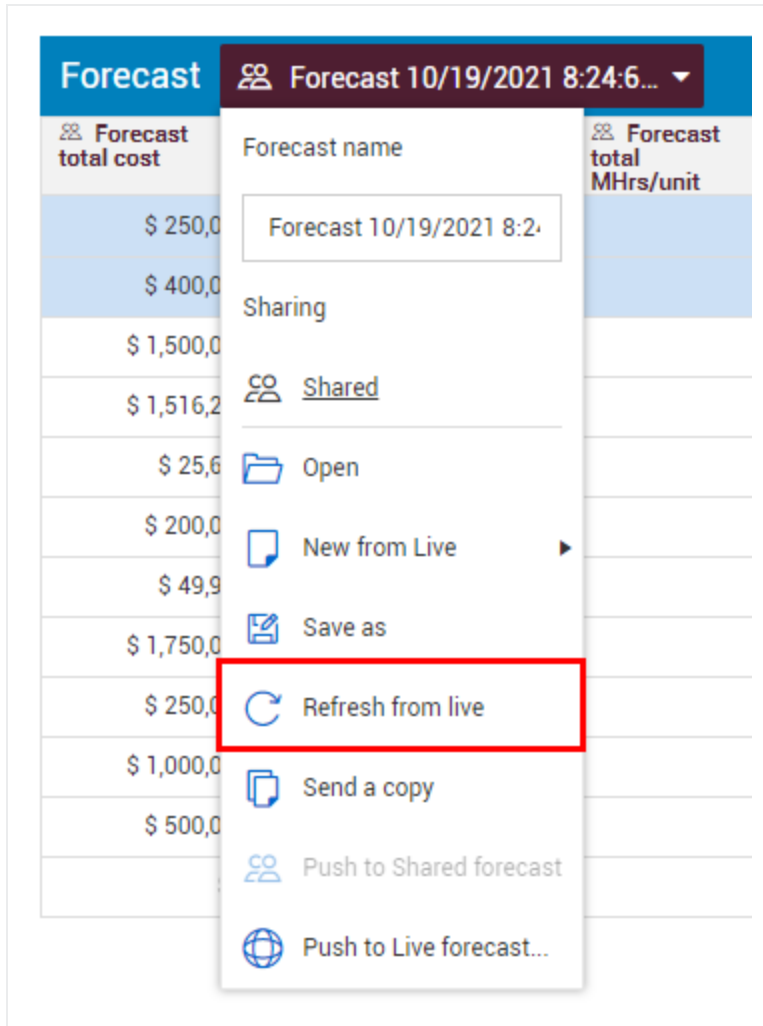 Forecast
Forecast 10/19/2021 8:24:6...
Forecast
total cost
Forecast
total
MHrs/unit
Forecast name
Forecast 10/19/2021 8:2
Sharing
Shared
Open
New from Live
Save as
Refresh from live
Send a copy
Push to Shared forecast
Push to Live forecast...
$ 250,0
$ 400,0
$ 1,500,0
$ 1,516,2
$ 25,6
$ 200,0
$ 49,9
$ 1,750,0
$ 250,0
$ 1,000,0
$ 500,0